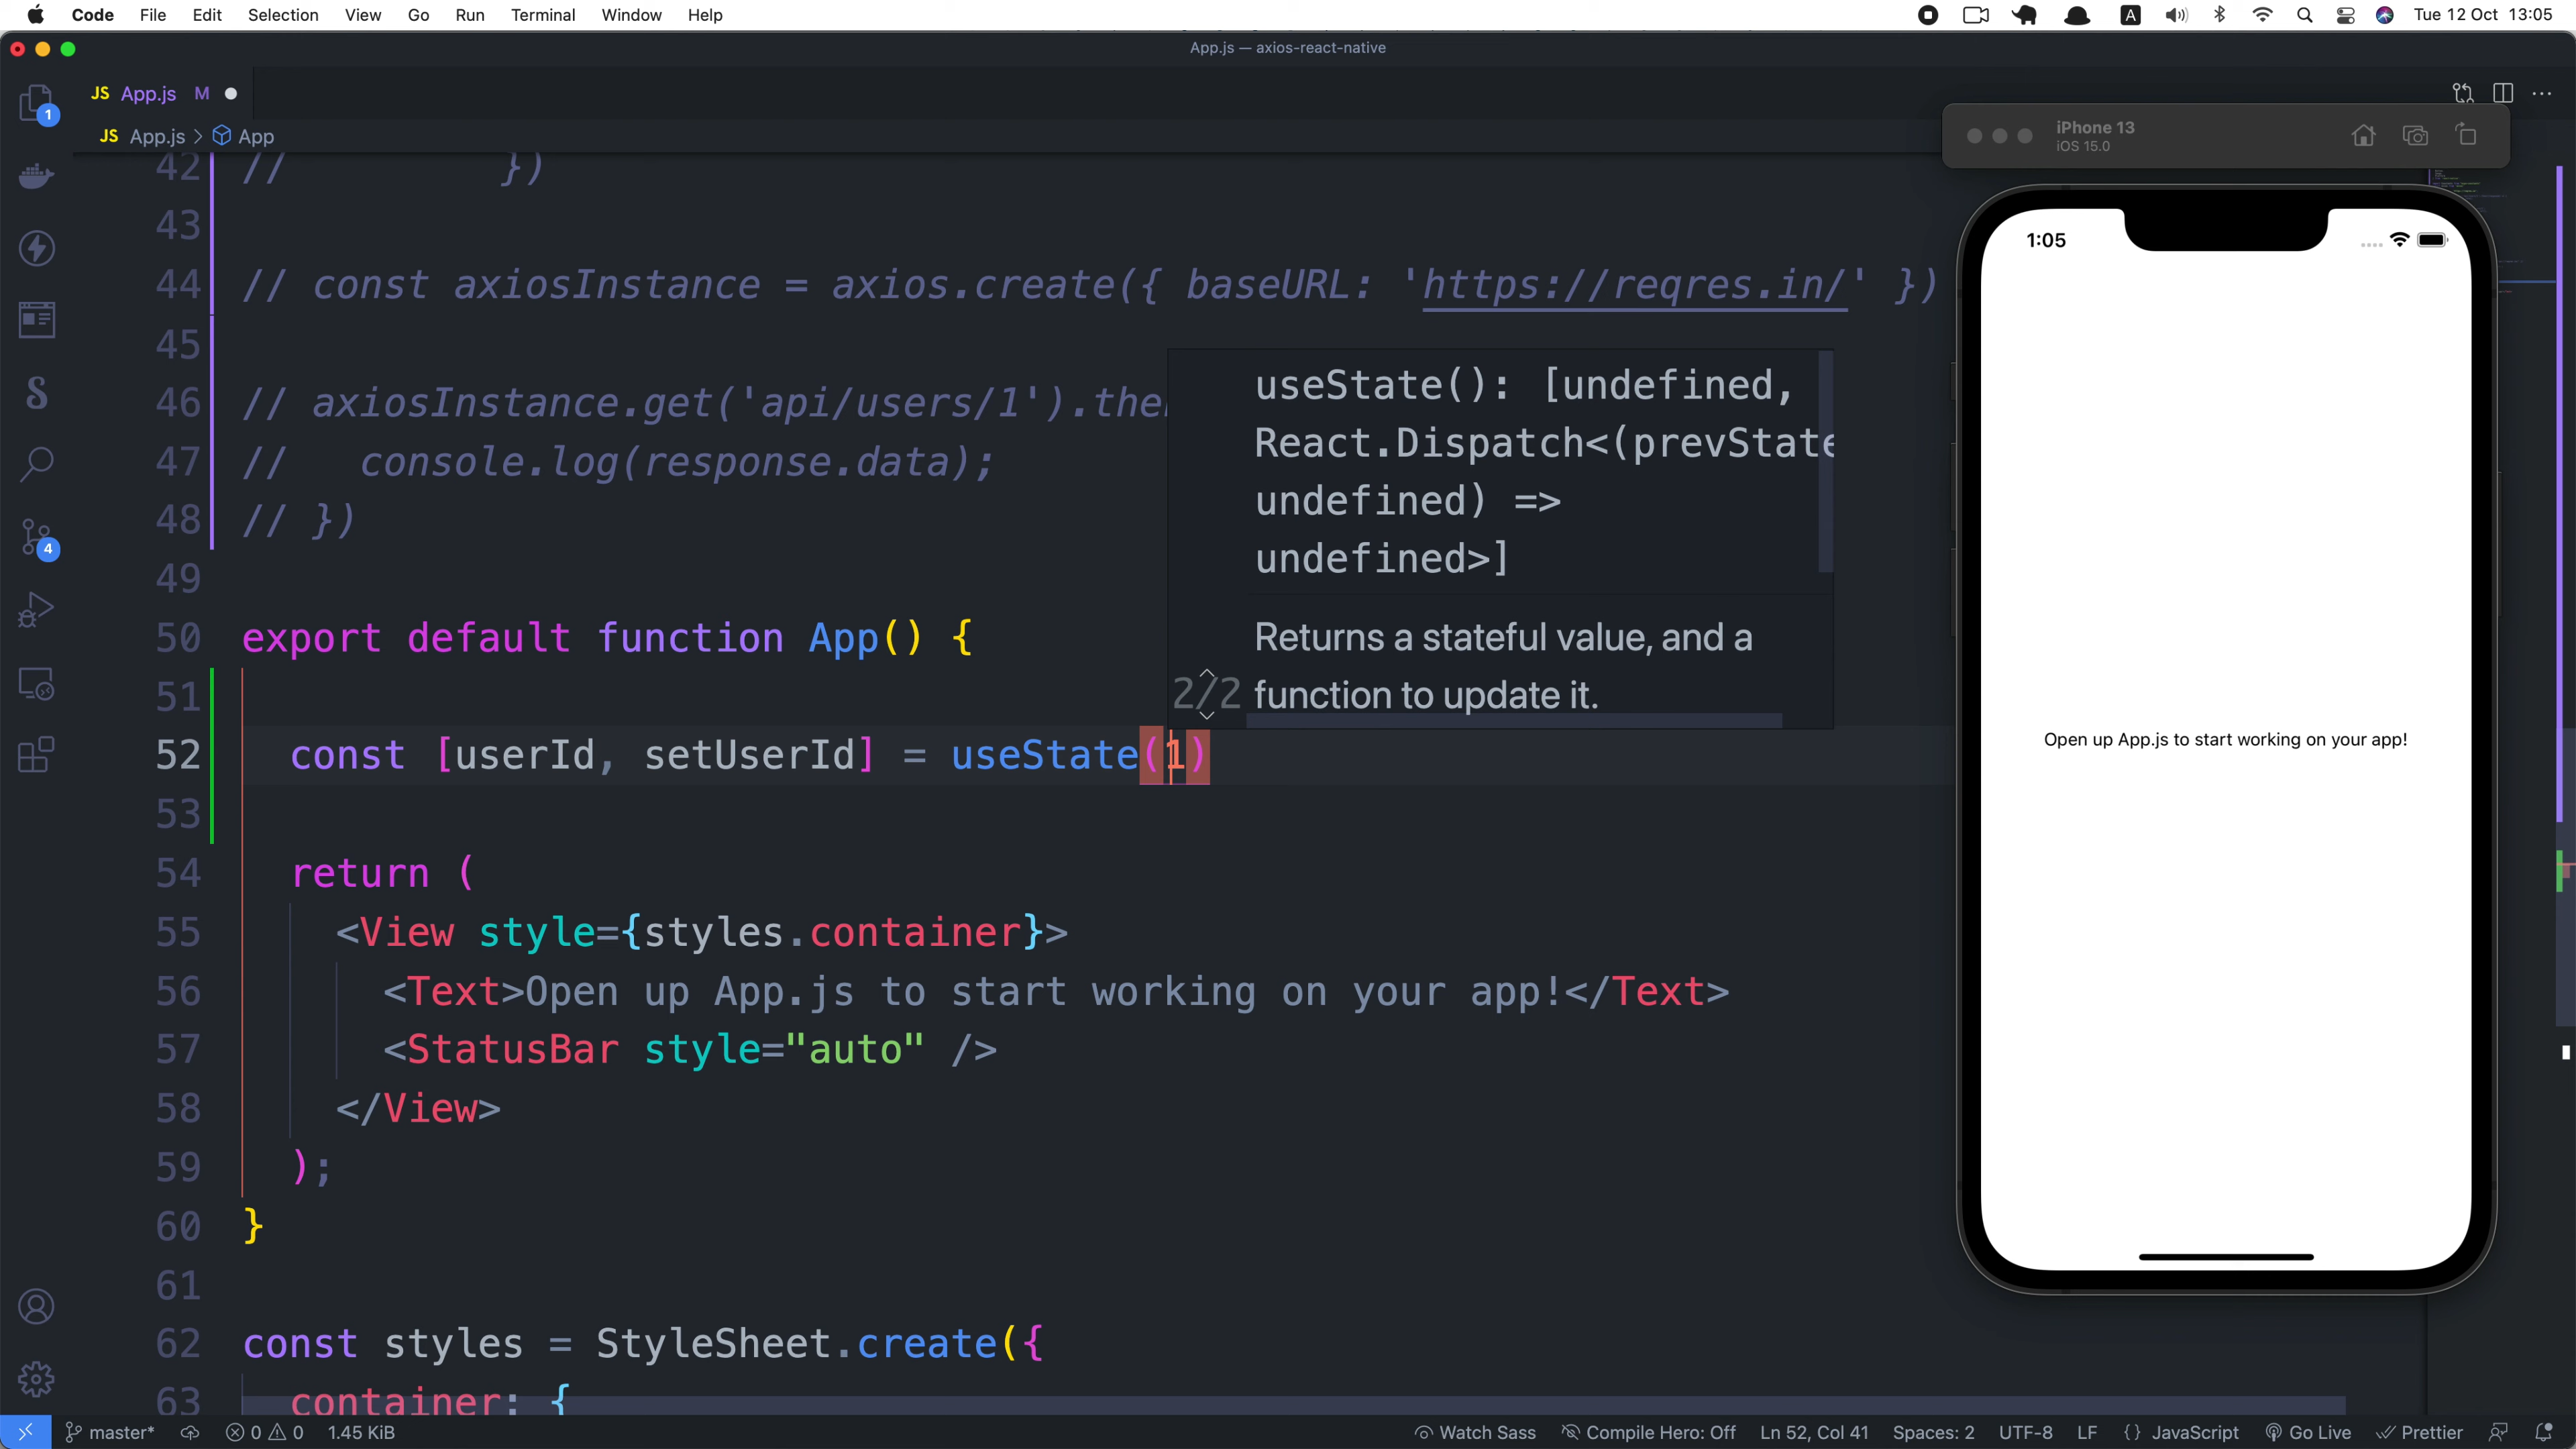 Code File Edit Selection View Go Run Terminal Window Help
A Tue 12 Oct 13:05
App.js — axios-react-native
JS App.js M
JS App.js > App
1
4
42 // })
43
44 // const axiosInstance = axios.create({ baseURL: 'https://reqres.in/' })
45
46 // axiosInstance.get('api/users/1').the
47 // console.log(response.data);
48 // })
49
50 export default function App() {
51
52 const [userId, setUserId] = useState(1)
53
54 return (
55 <View style={styles.container}>
56 <Text>Open up App.js to start working on your app!</Text>
57 <StatusBar style="auto" />
58 </View>
59 );
60 }
61
62 const styles = StyleSheet.create({
63 container: {
useState(): [undefined,
React.Dispatch<(prevState
undefined) =>
undefined>]
Returns a stateful value, and a
2/2 function to update it.
iPhone 13
iOS 15.0
1:05
Open up App.js to start working on your app!
master* 0 0 1.45 KiB
Watch Sass Compile Hero: Off Ln 52, Col 41 Spaces: 2 UTF-8 LF {} JavaScript Go Live Prettier